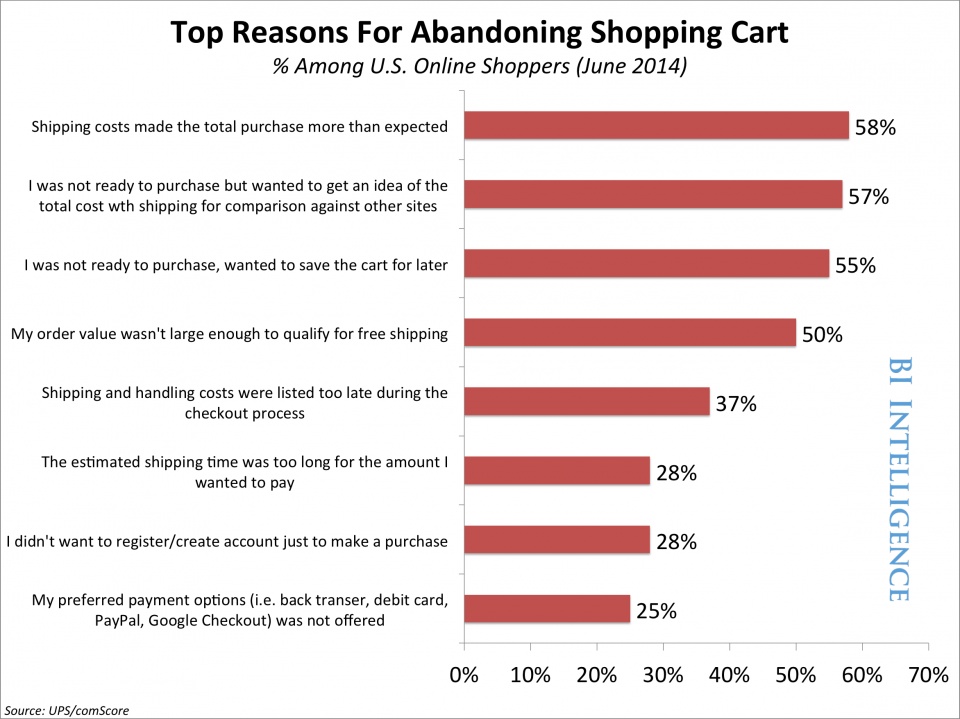 Top Reasons For Abandoning Shopping Cart
% Among U.S. Online Shoppers (June 2014)
Shipping costs made the total purchase more than expected
58%
I was not ready to purchase but wanted to get an idea of the
total cost wth shipping for comparison against other sites
57%
I was not ready to purchase, wanted to save the cart for later
55%
My order value wasn't large enough to qualify for free shipping
50%
Shipping and handling costs were listed too late during the
checkout process
37%
The estimated shipping time was too long for the amount I
wanted to pay
28%
I didn't want to register/create account just to make a purchase
28%
My preferred payment options (i.e. back transer, debit card,
PayPal, Google Checkout) was not offered
25%
BI INTELLIGENCE
0% 10% 20% 30% 40% 50% 60% 70%
Source: UPS/comScore